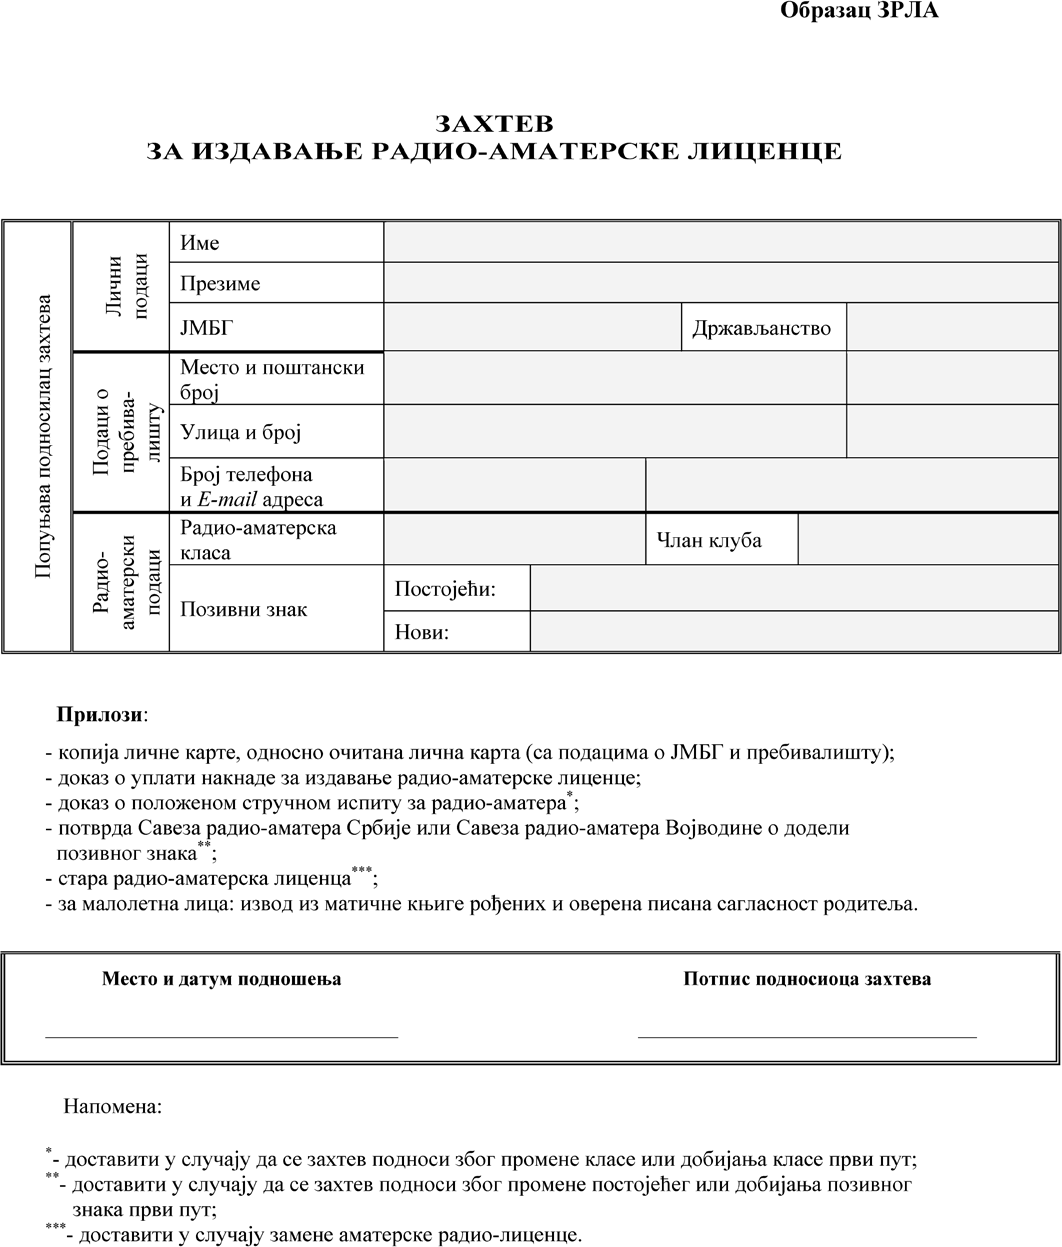 Образац ЗРЛА
ЗАХТЕВ
ЗА ИЗДАВАЊЕ РАДИО-АМАТЕРСКЕ ЛИЦЕНЦЕ
Попуњава подносилац захтева
Лични
подаци
Име
Презиме
ЈМБГ
Држављанство
Подаци о
пребива-
лишту
Место и поштански
број
Улица и број
Број телефона
и E-mail адреса
Радио-
аматерски
подаци
Радио-аматерска
класа
Члан клуба
Позивни знак
Постојећи:
Нови:
Прилози:
- копија личне карте, односно очитана лична карта (са подацима о ЈМБГ и пребивалишту);
- доказ о уплати накнаде за издавање радио-аматерске лиценце;
- доказ о положеном стручном испиту за радио-аматера*;
- потврда Савеза радио-аматера Србије или Савеза радио-аматера Војводине о додели
позивног знака**;
- стара радио-аматерска лиценца***;
- за малолетна лица: извод из матичне књиге рођених и оверена писана сагласност родитеља.
Место и датум подношења
Потпис подносиоца захтева
Напомена:
*- доставити у случају да се захтев подноси због промене класе или добијања класе први пут;
**- доставити у случају да се захтев подноси због промене постојећег или добијања позивног
знака први пут;
***- доставити у случају замене аматерске радио-лиценце.